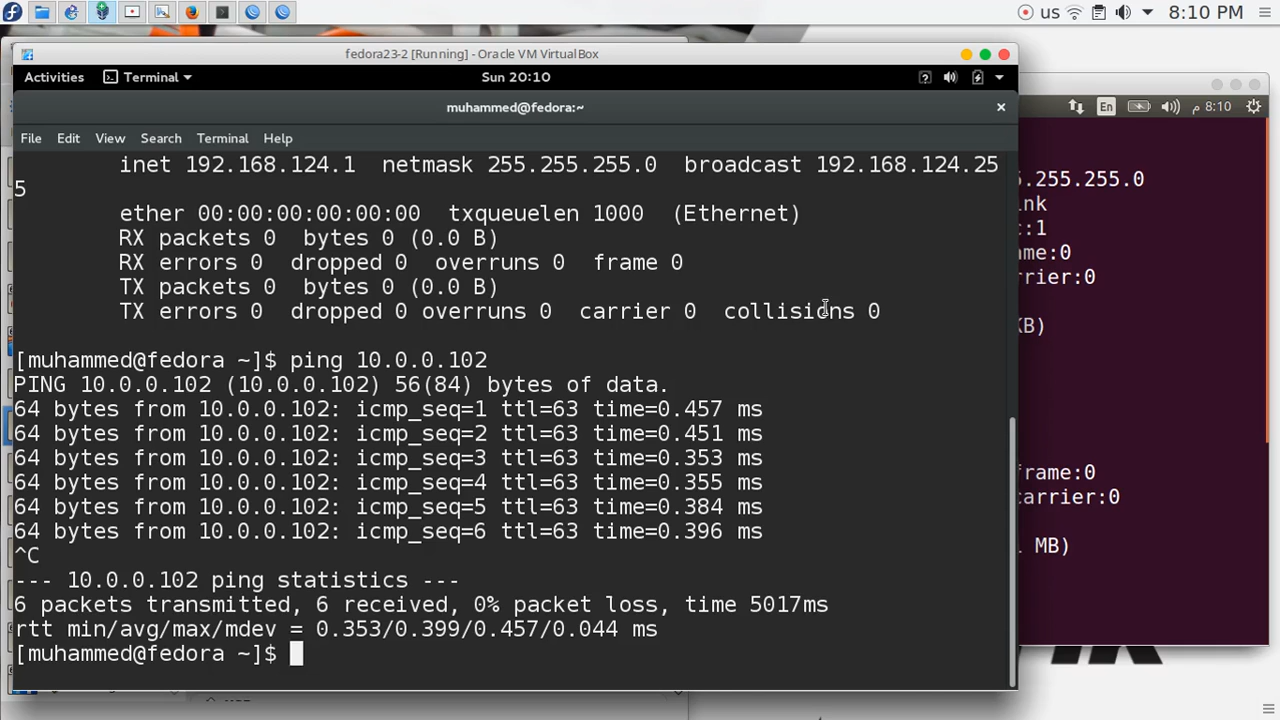 us
8:10 PM
fedora23-2 [Running] - Oracle VM VirtualBox
Activities
Terminal
Sun 20:10
muhammed@fedora:~
File Edit View Search Terminal Help
En
8:10 م
inet 192.168.124.1 netmask 255.255.255.0 broadcast 192.168.124.25
5
ether 00:00:00:00:00:00 txqueuelen 1000 (Ethernet)
RX packets 0 bytes 0 (0.0 B)
RX errors 0 dropped 0 overruns 0 frame 0
TX packets 0 bytes 0 (0.0 B)
TX errors 0 dropped 0 overruns 0 carrier 0 collisions 0
[muhammed@fedora ~]$ ping 10.0.0.102
PING 10.0.0.102 (10.0.0.102) 56(84) bytes of data.
64 bytes from 10.0.0.102: icmp_seq=1 ttl=63 time=0.457 ms
64 bytes from 10.0.0.102: icmp_seq=2 ttl=63 time=0.451 ms
64 bytes from 10.0.0.102: icmp_seq=3 ttl=63 time=0.353 ms
64 bytes from 10.0.0.102: icmp_seq=4 ttl=63 time=0.355 ms
64 bytes from 10.0.0.102: icmp_seq=5 ttl=63 time=0.384 ms
64 bytes from 10.0.0.102: icmp_seq=6 ttl=63 time=0.396 ms
^C
--- 10.0.0.102 ping statistics ---
6 packets transmitted, 6 received, 0% packet loss, time 5017ms
rtt min/avg/max/mdev = 0.353/0.399/0.457/0.044 ms
[muhammed@fedora ~]$
5.255.255.0
ink
:1
me:0
rrier:0
KB)
frame:0
carrier:0
MB)